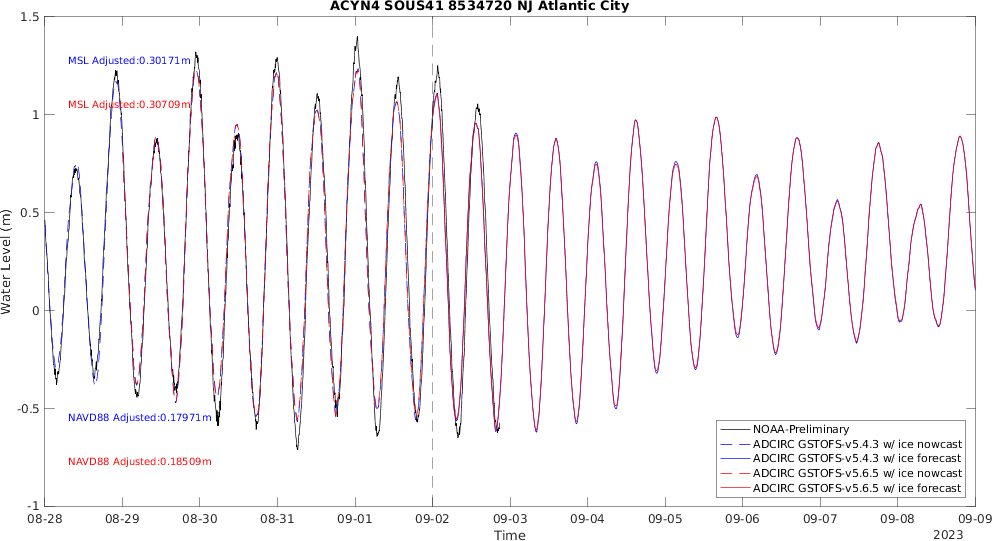 ACYN4 SOUS41 8534720 NJ Atlantic City
1.5
1
0.5
0
-0.5
-1
Water Level (m)
MSL Adjusted:0.30171m
MSL Adjusted:0.30709m
NAVD88 Adjusted:0.17971m
NAVD88 Adjusted:0.18509m
NOAA-Preliminary
ADCIRC GSTOFS-v5.4.3 w/ ice nowcast
ADCIRC GSTOFS-v5.4.3 w/ ice forecast
ADCIRC GSTOFS-v5.6.5 w/ ice nowcast
ADCIRC GSTOFS-v5.6.5 w/ ice forecast
08-28 08-29 08-30 08-31 09-01 09-02 09-03 09-04 09-05 09-06 09-07 09-08 09-09
Time
2023